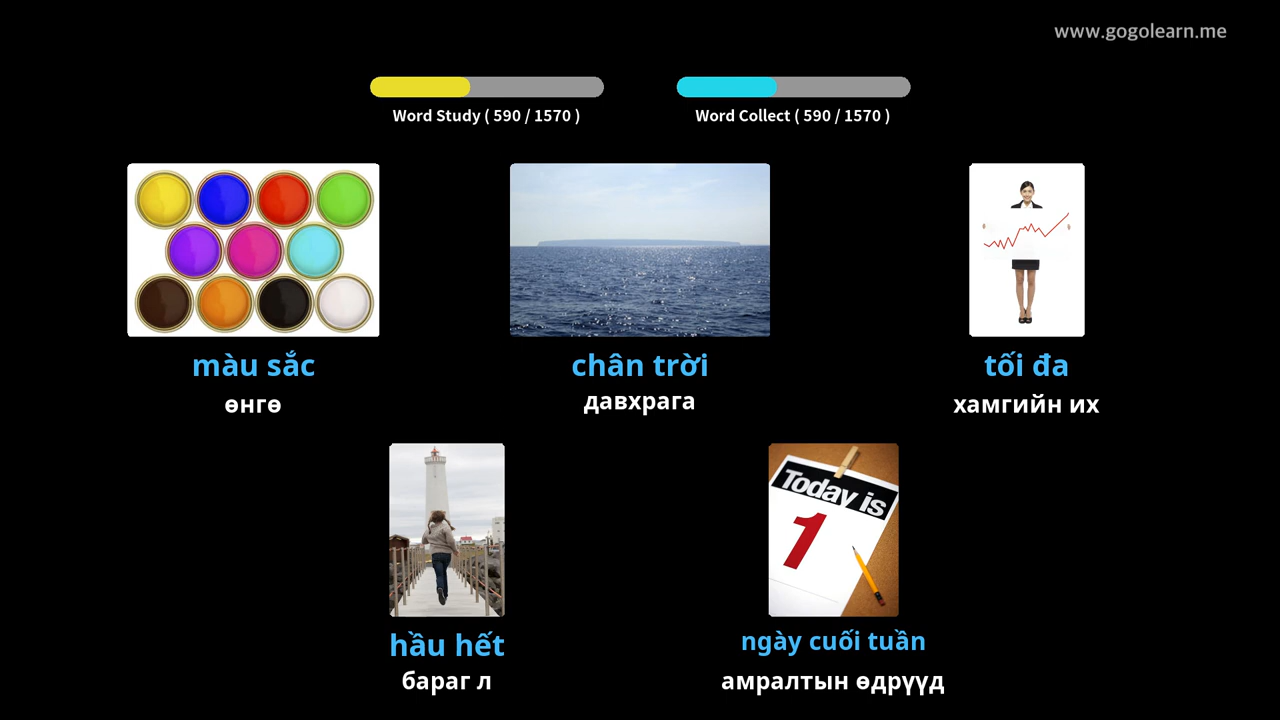 www.gogolearn.me
Word Study ( 590 / 1570 )
Word Collect ( 590 / 1570 )
màu sắc
өнгө
chân trời
давхрага
tối đa
хамгийн их
hầu hết
бараг л
Today is
1
ngày cuối tuần
амралтын өдрүүд